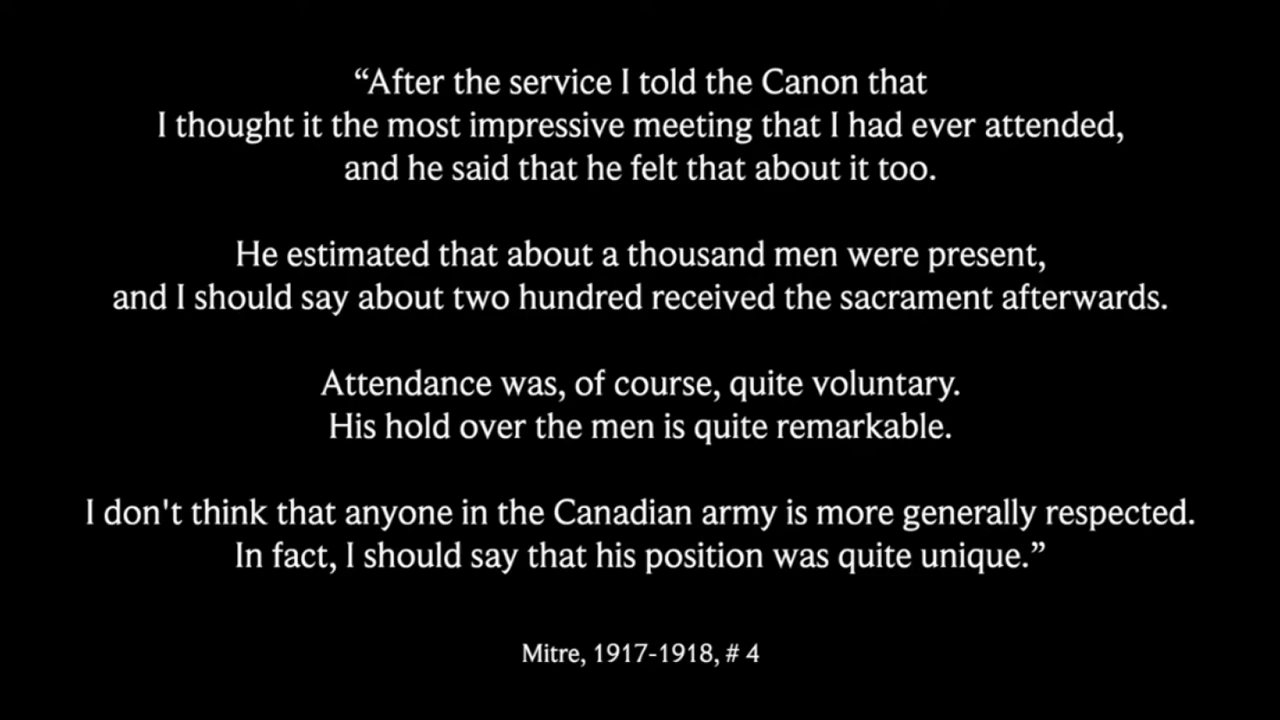 “After the service I told the Canon that
I thought it the most impressive meeting that I had ever attended,
and he said that he felt that about it too.
He estimated that about a thousand men were present,
and I should say about two hundred received the sacrament afterwards.
Attendance was, of course, quite voluntary.
His hold over the men is quite remarkable.
I don't think that anyone in the Canadian army is more generally respected.
In fact, I should say that his position was quite unique.”
Mitre, 1917-1918, # 4